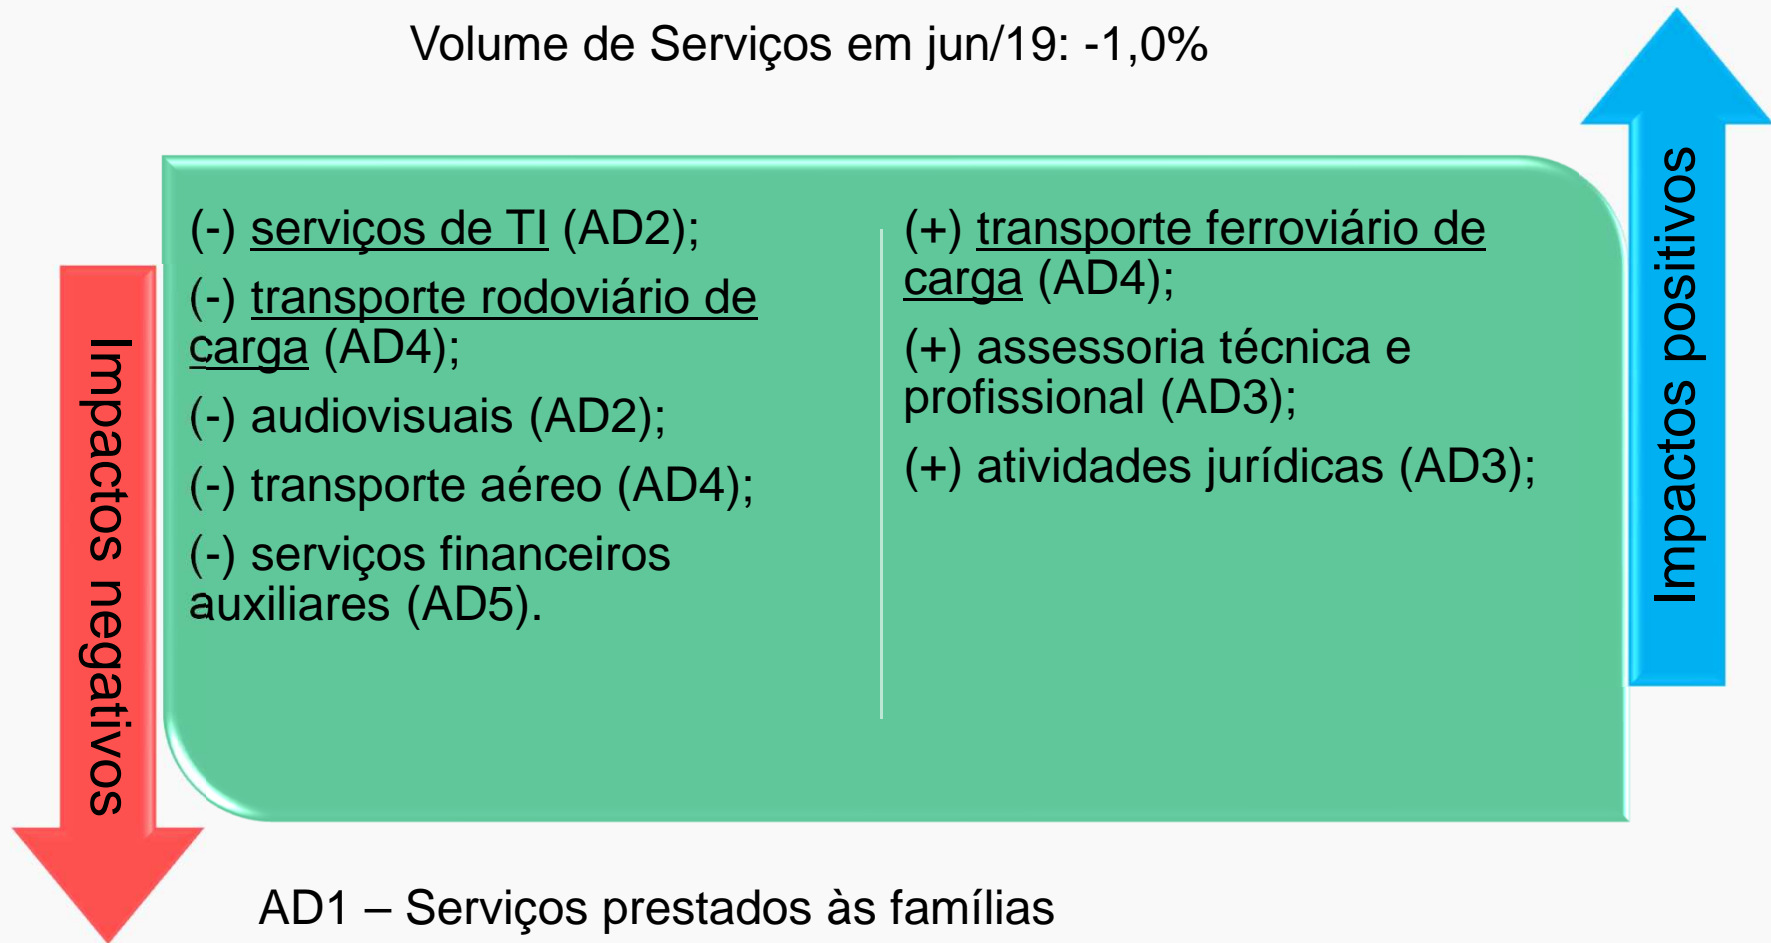 Volume de Serviços em jun/19: -1,0%
Impactos negativos
(-) serviços de TI (AD2);
(-) transporte rodoviário de
carga (AD4);
(-) audiovisuais (AD2);
(-) transporte aéreo (AD4);
(-) serviços financeiros
auxiliares (AD5).
(+) transporte ferroviário de
carga (AD4);
(+) assessoria técnica e
profissional (AD3);
(+) atividades jurídicas (AD3);
Impactos positivos
AD1 – Serviços prestados às famílias